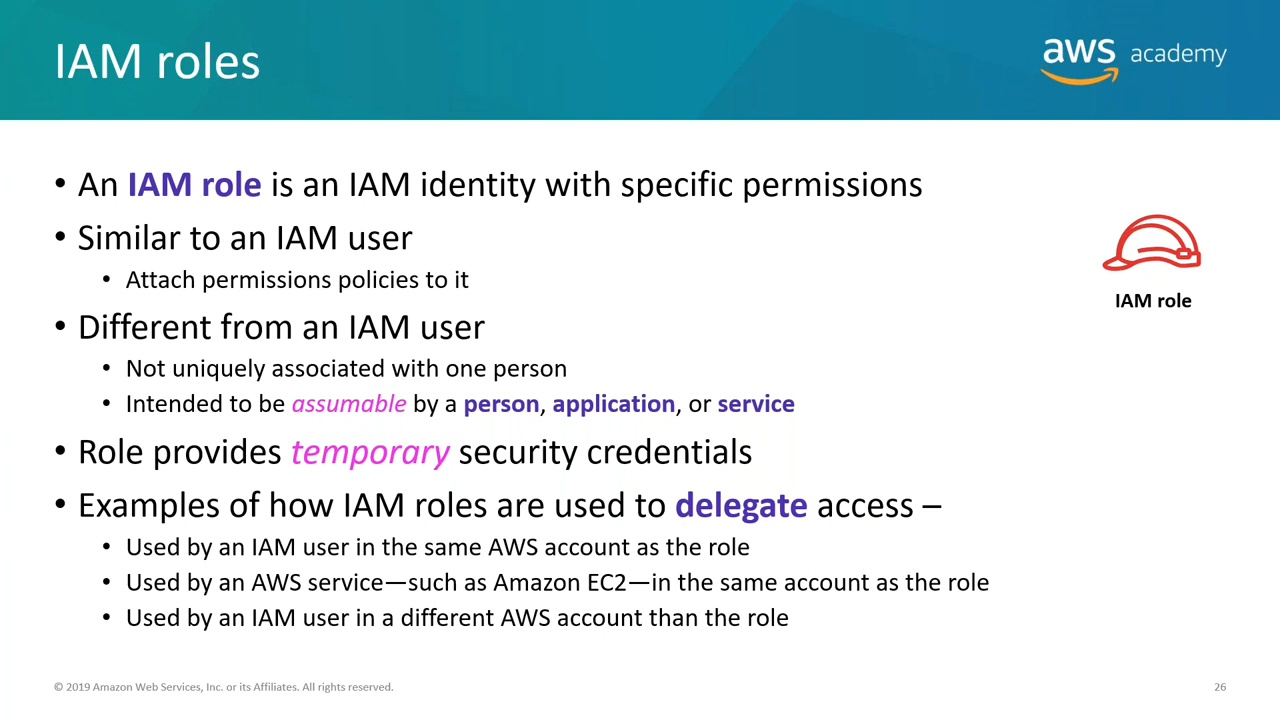 IAM roles
aws academy
• An IAM role is an IAM identity with specific permissions
• Similar to an IAM user
• Attach permissions policies to it
IAM role
• Different from an IAM user
• Not uniquely associated with one person
• Intended to be assumable by a person, application, or service
• Role provides temporary security credentials
• Examples of how IAM roles are used to delegate access –
• Used by an IAM user in the same AWS account as the role
• Used by an AWS service—such as Amazon EC2—in the same account as the role
• Used by an IAM user in a different AWS account than the role
© 2019 Amazon Web Services, Inc. or its Affiliates. All rights reserved.
26